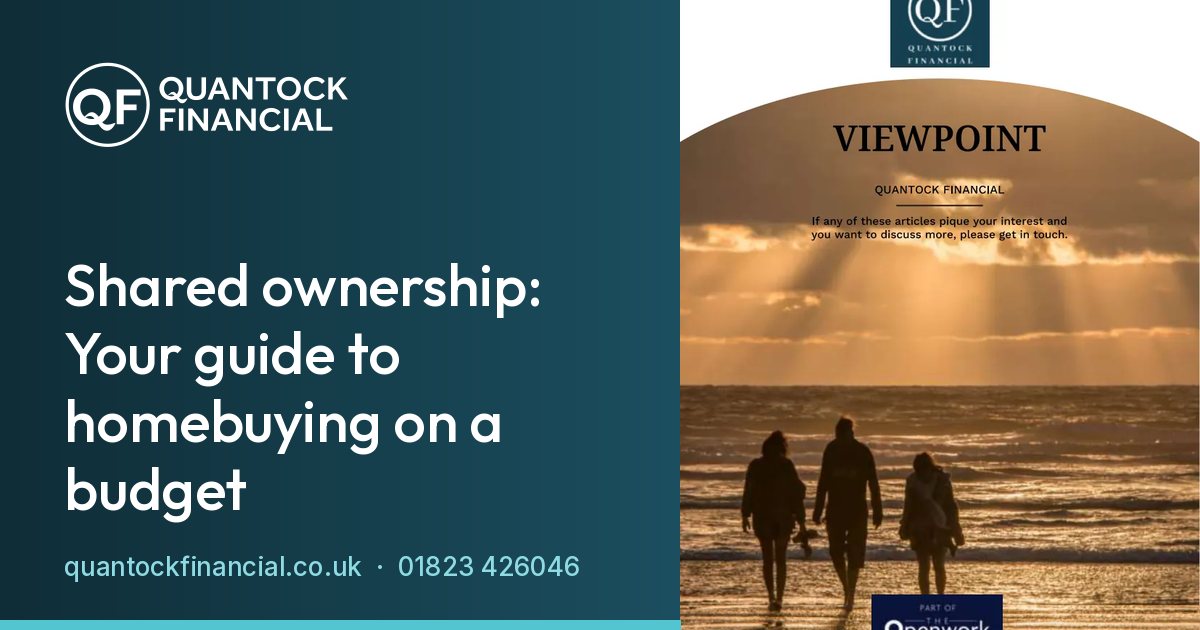 QF
QUANTOCK
FINANCIAL
Shared ownership:
Your guide to
homebuying on a
budget
quantockfinancial.co.uk · 01823 426046
QF
QUANTOCK
FINANCIAL
VIEWPOINT
QUANTOCK FINANCIAL
If any of these articles pique your interest and
you want to discuss more, please get in touch.
PART OF
THE
Openwork